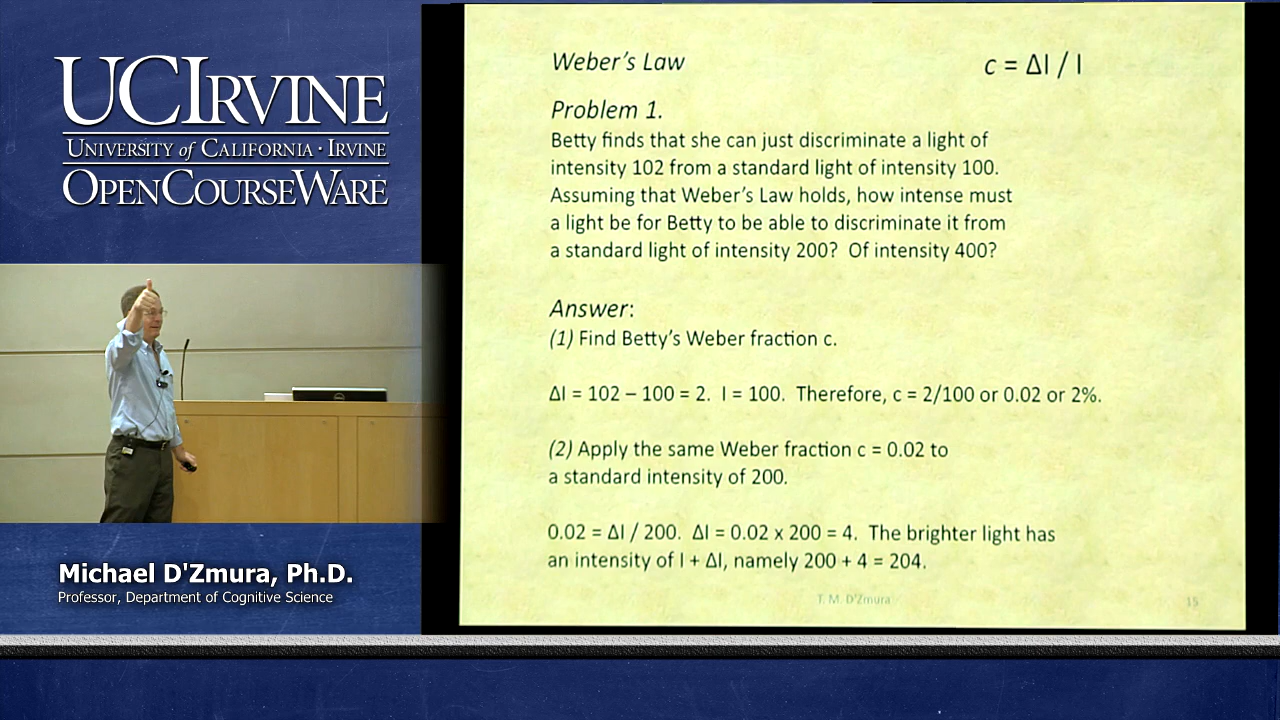 UCIRVINE
UNIVERSITY of CALIFORNIA · IRVINE
OPENCOURSEWARE
Michael D'Zmura, Ph.D.
Professor, Department of Cognitive Science
Weber's Law
c = ΔI / I
Problem 1.
Betty finds that she can just discriminate a light of
intensity 102 from a standard light of intensity 100.
Assuming that Weber's Law holds, how intense must
a light be for Betty to be able to discriminate it from
a standard light of intensity 200? Of intensity 400?
Answer:
(1) Find Betty's Weber fraction c.
ΔI = 102 – 100 = 2. I = 100. Therefore, c = 2/100 or 0.02 or 2%.
(2) Apply the same Weber fraction c = 0.02 to
a standard intensity of 200.
0.02 = ΔI / 200. ΔI = 0.02 x 200 = 4. The brighter light has
an intensity of I + ΔI, namely 200 + 4 = 204.
T. M. D'Zmura
15